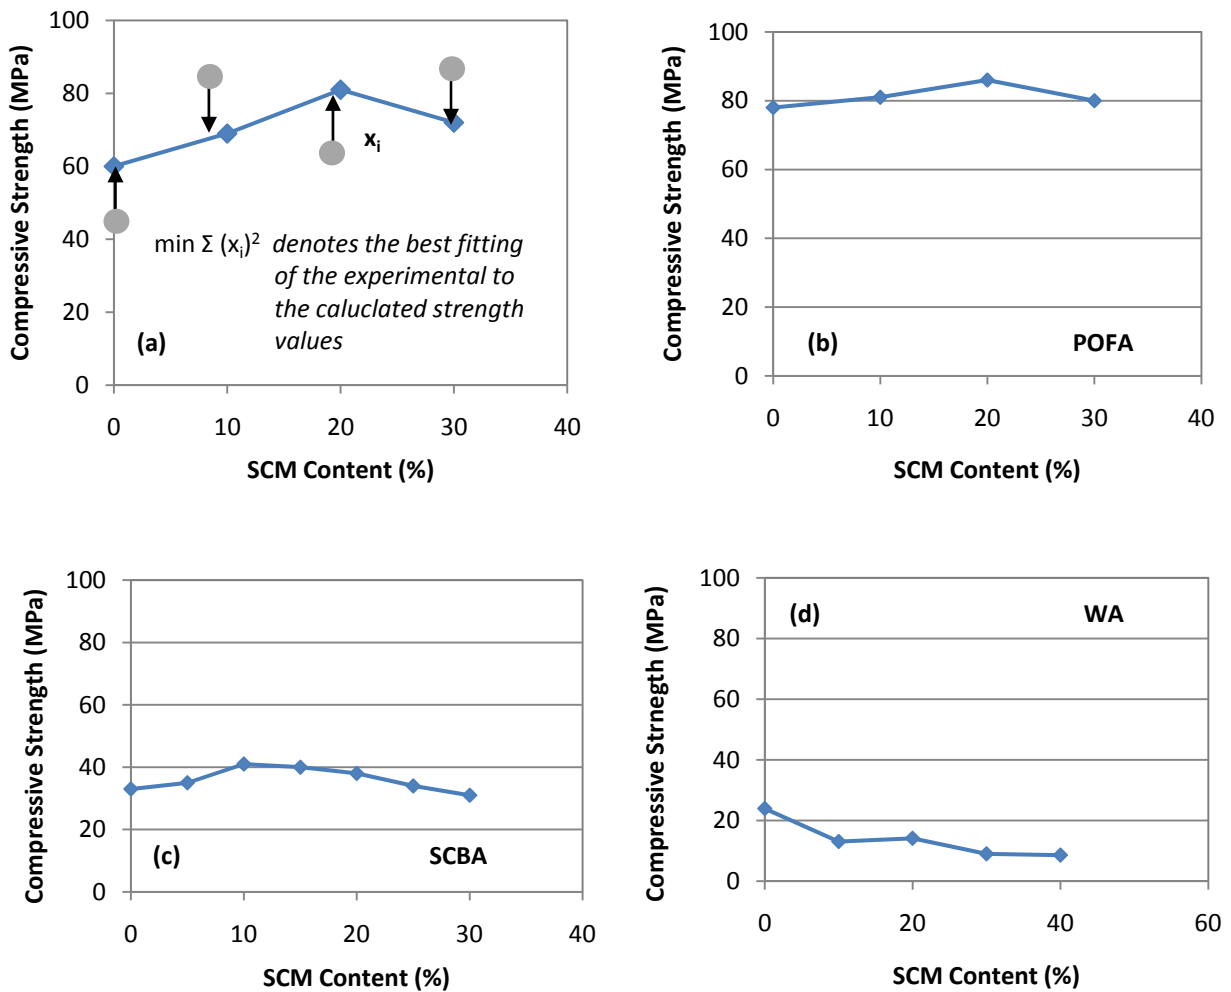 Compressive Strength (MPa)
100
80
60
40
20
0
xᵢ
min Σ (xᵢ)² denotes the best fitting
of the experimental to
the caluclated strength
values
(a)
0 10 20 30 40
SCM Content (%)
Compressive Strength (MPa)
100
80
60
40
20
0
(b) POFA
0 10 20 30 40
SCM Content (%)
Compressive Strength (MPa)
100
80
60
40
20
0
(c) SCBA
0 10 20 30 40
SCM Content (%)
Compressive Strnegth (MPa)
100
80
60
40
20
0
(d) WA
0 20 40 60
SCM Content (%)